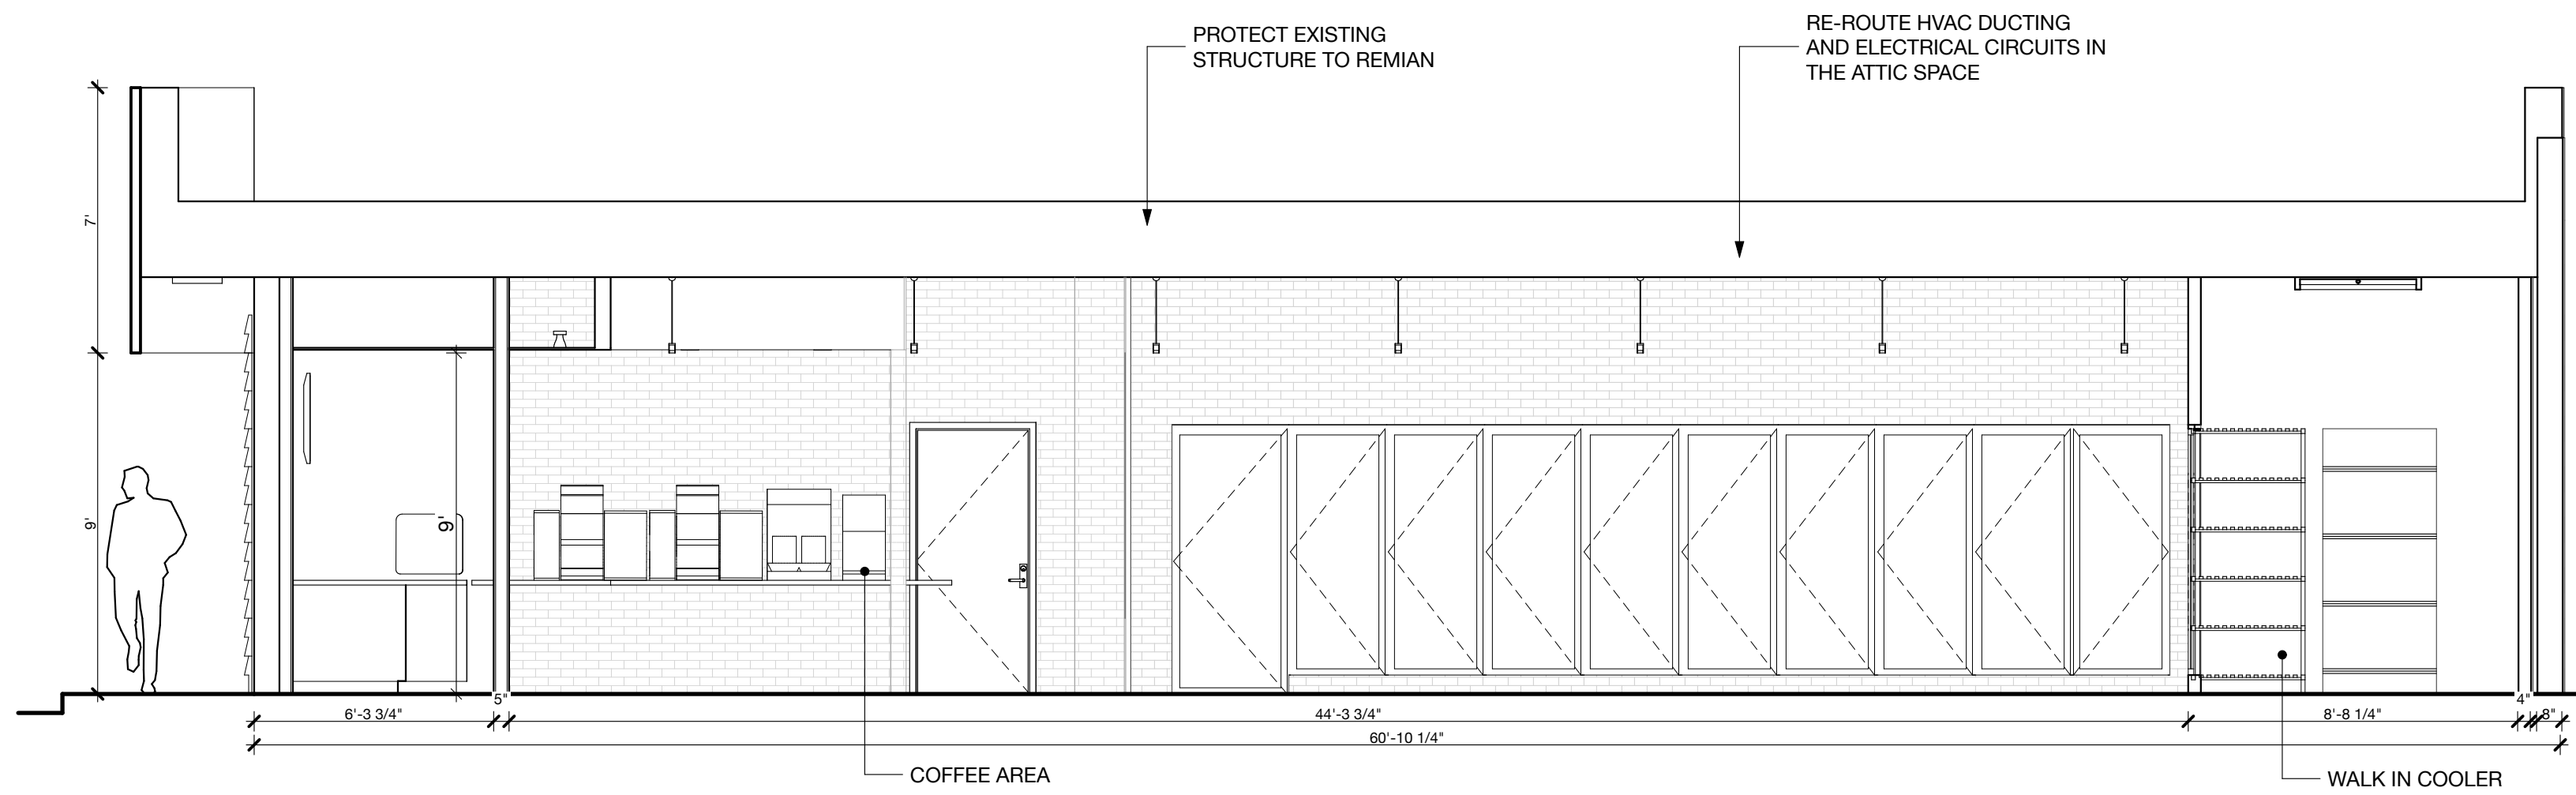 PROTECT EXISTING
STRUCTURE TO REMIAN
RE-ROUTE HVAC DUCTING
AND ELECTRICAL CIRCUITS IN
THE ATTIC SPACE
7'
9'
9'
5"
4"
6'-3 3/4"
44'-3 3/4"
8'-8 1/4"
8"
60'-10 1/4"
COFFEE AREA
WALK IN COOLER